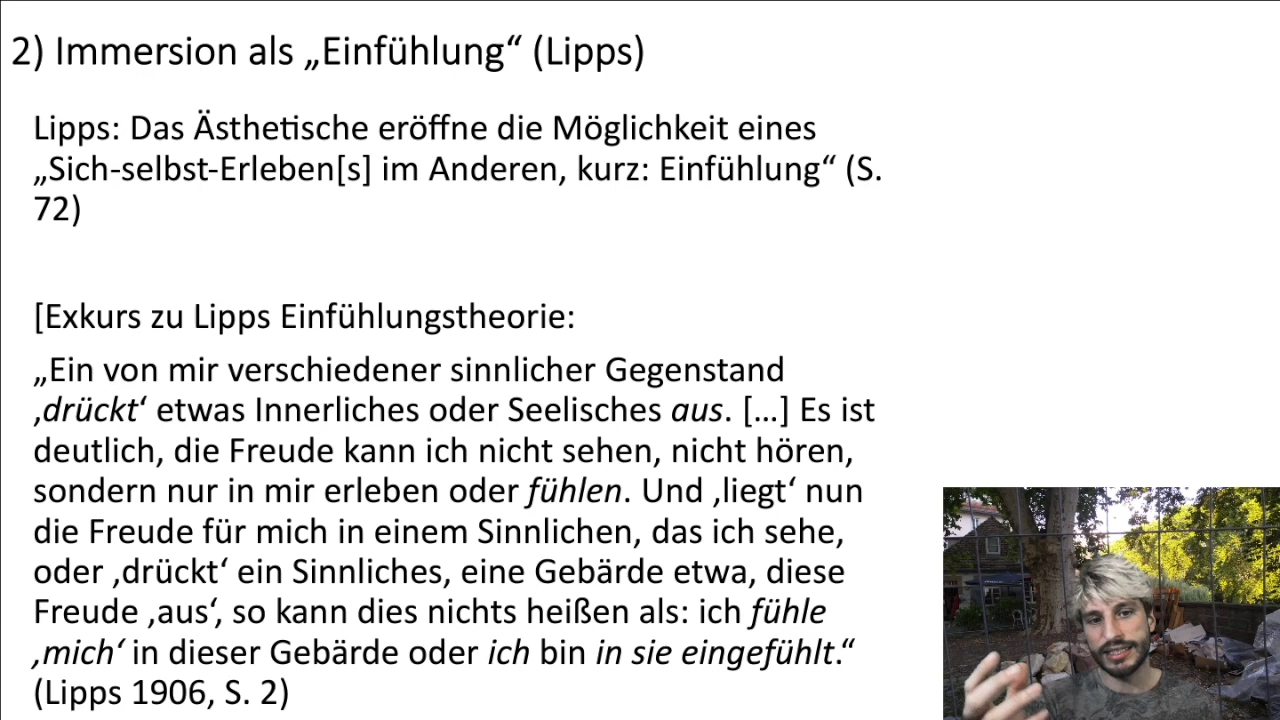 2) Immersion als „Einfühlung“ (Lipps)
Lipps: Das Ästhetische eröffne die Möglichkeit eines
„Sich-selbst-Erleben[s] im Anderen, kurz: Einfühlung“ (S.
72)
[Exkurs zu Lipps Einfühlungstheorie:
„Ein von mir verschiedener sinnlicher Gegenstand
‚drückt‘ etwas Innerliches oder Seelisches aus. […] Es ist
deutlich, die Freude kann ich nicht sehen, nicht hören,
sondern nur in mir erleben oder fühlen. Und ‚liegt‘ nun
die Freude für mich in einem Sinnlichen, das ich sehe,
oder ‚drückt‘ ein Sinnliches, eine Gebärde etwa, diese
Freude ‚aus‘, so kann dies nichts heißen als: ich fühle
‚mich‘ in dieser Gebärde oder ich bin in sie eingefühlt.“
(Lipps 1906, S. 2)